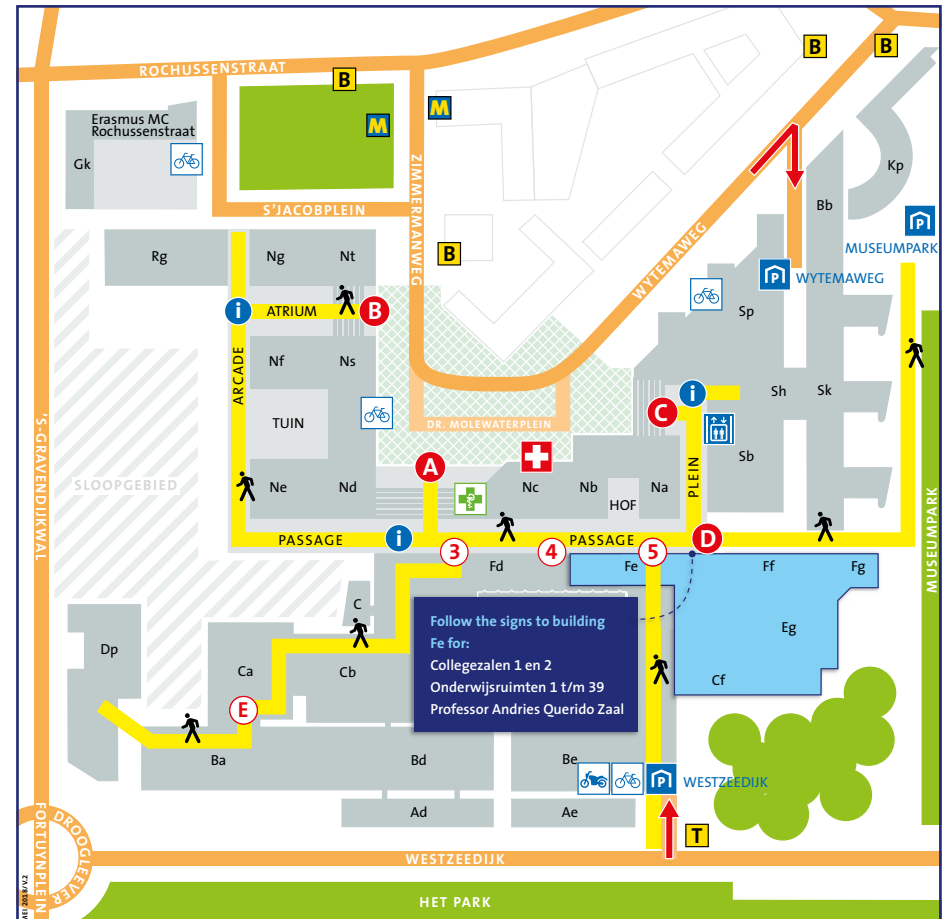 ROCHUSSENSTRAAT
B
B
B
Erasmus MC
Rochussenstraat
Gk
M
M
ZIMMERMANWEG
S'JACOBPLEIN
WYTEMAWEG
Kp
Bb
P
MUSEUMPARK
Rg
Ng
Nt
B
P
WYTEMAWEG
i
ATRIUM
B
Sp
ARCADE
Nf
Ns
TUIN
DR. MOLEWATERPLEIN
i
C
Sh
Sk
'S-GRAVENDIJKWAL
SLOOPGEBIED
A
Ne
Nd
Nc
Nb
Na
HOF
PLEIN
Sb
PASSAGE
i
PASSAGE
D
3
4
5
Fd
Fe
Ff
Fg
MUSEUMPARK
C
Follow the signs to building
Fe for:
Collegezalen 1 en 2
Onderwijsruimten 1 t/m 39
Professor Andries Querido Zaal
Eg
Dp
Ca
Cb
Cf
E
Ba
Bd
Be
P
WESTZEEDIJK
Ad
Ae
T
DROOGLEEVER
FORTUYNPLEIN
WESTZEEDIJK
HET PARK
MEI 2018/V.2